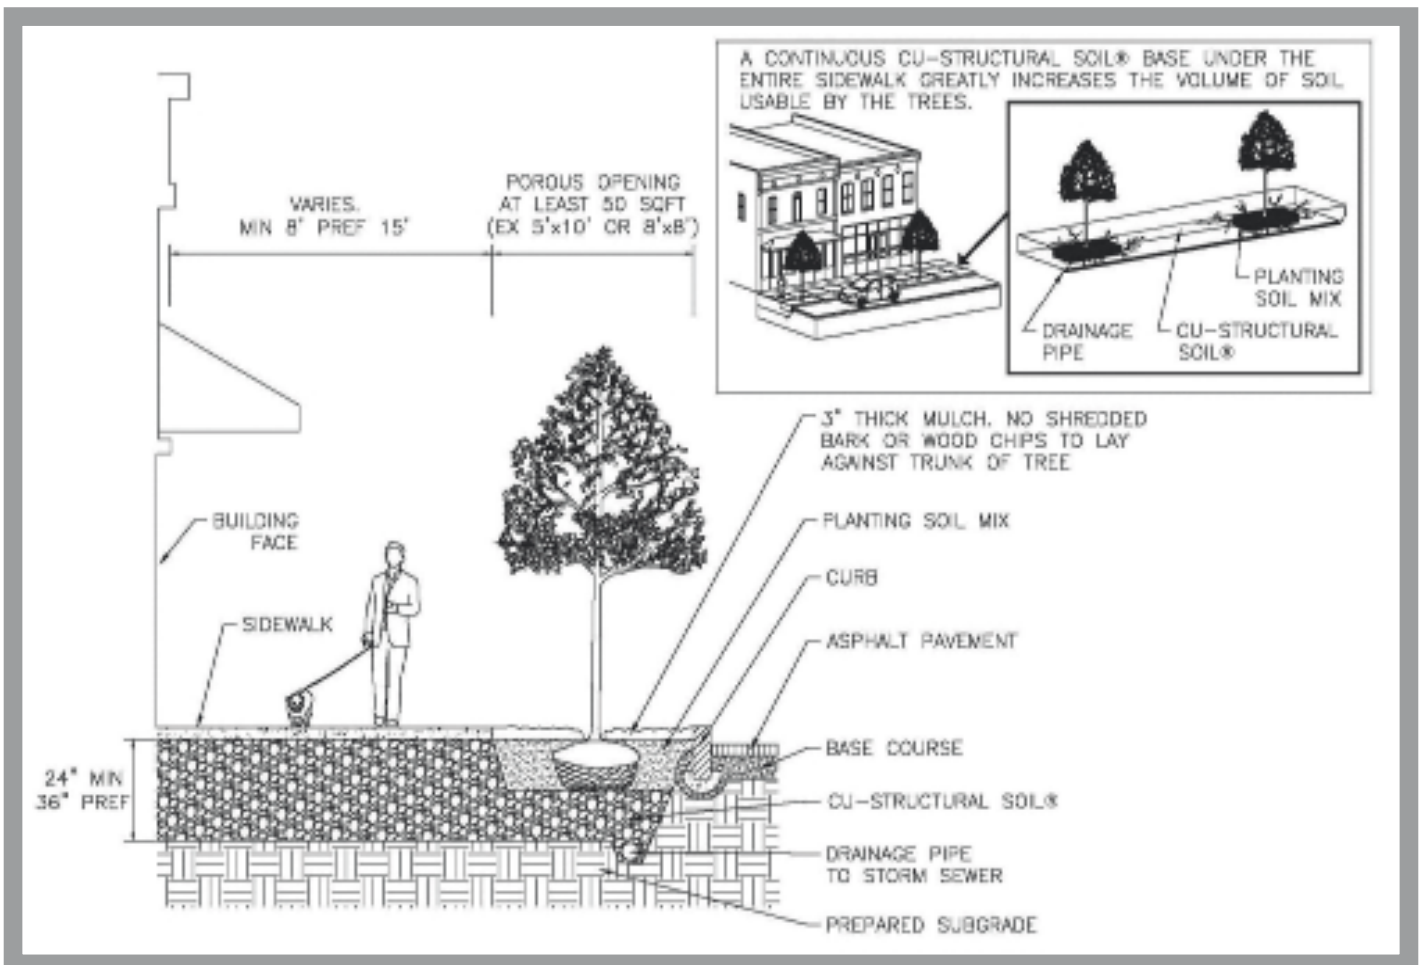 A CONTINUOUS CU-STRUCTURAL SOIL® BASE UNDER THE
ENTIRE SIDEWALK GREATLY INCREASES THE VOLUME OF SOIL
USABLE BY THE TREES.
PLANTING
SOIL MIX
DRAINAGE
PIPE
CU-STRUCTURAL
SOIL®
VARIES.
MIN 8' PREF 15'
POROUS OPENING
AT LEAST 50 SQFT
(EX 5'x10' OR 8'x8')
3" THICK MULCH. NO SHREDDED
BARK OR WOOD CHIPS TO LAY
AGAINST TRUNK OF TREE
PLANTING SOIL MIX
CURB
ASPHALT PAVEMENT
BUILDING
FACE
SIDEWALK
24" MIN
36" PREF
BASE COURSE
CU-STRUCTURAL SOIL®
DRAINAGE PIPE
TO STORM SEWER
PREPARED SUBGRADE